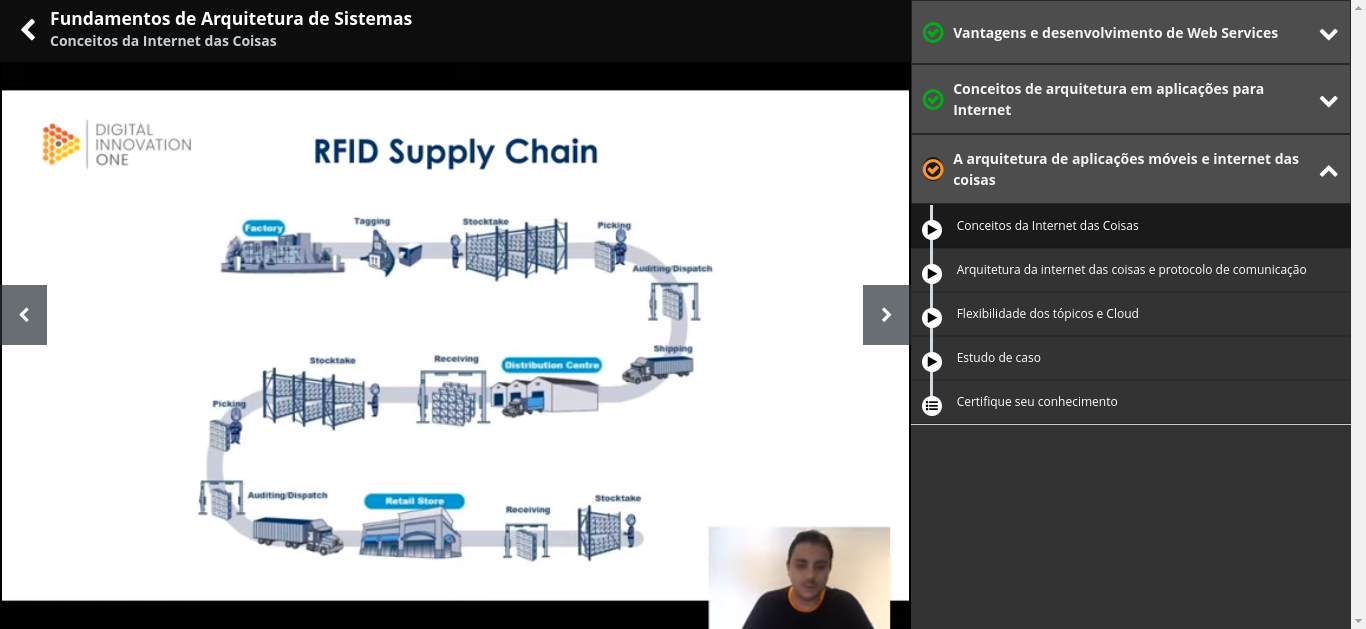 Fundamentos de Arquitetura de Sistemas
Conceitos da Internet das Coisas
DIGITAL
INNOVATION
ONE
RFID Supply Chain
Factory
Tagging
Stocktake
Picking
Auditing/Dispatch
Shipping
Distribution Centre
Receiving
Stocktake
Picking
Auditing/Dispatch
Retail Store
Receiving
Stocktake
Vantagens e desenvolvimento de Web Services
Conceitos de arquitetura em aplicações para
Internet
A arquitetura de aplicações móveis e internet das
coisas
Conceitos da Internet das Coisas
Arquitetura da internet das coisas e protocolo de comunicação
Flexibilidade dos tópicos e Cloud
Estudo de caso
Certifique seu conhecimento